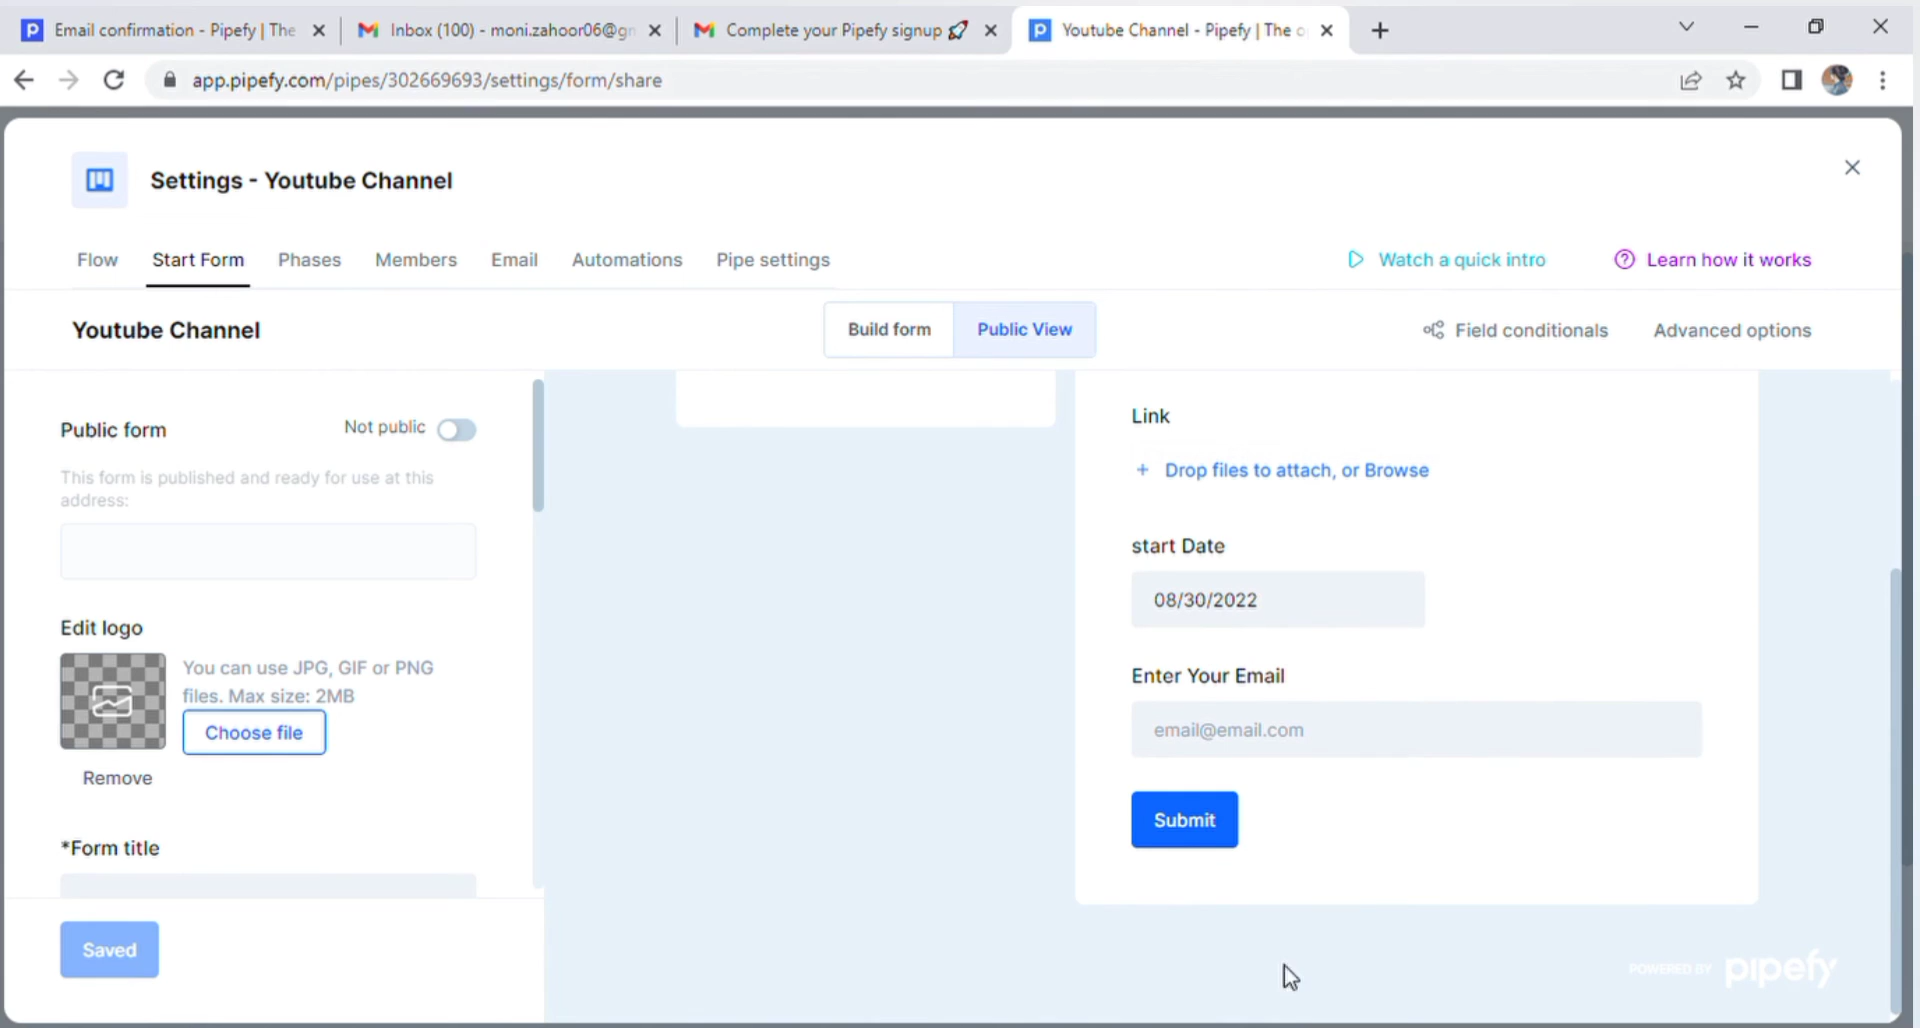 Email confirmation - Pipefy | The
Inbox (100) - moni.zahoor06@gm
Complete your Pipefy signup 🚀
Youtube Channel - Pipefy | The o
app.pipefy.com/pipes/302669693/settings/form/share
Settings - Youtube Channel
Flow Start Form Phases Members Email Automations Pipe settings
Watch a quick intro
Learn how it works
Youtube Channel
Build form
Public View
Field conditionals
Advanced options
Public form
Not public
This form is published and ready for use at this
address:
Edit logo
You can use JPG, GIF or PNG
files. Max size: 2MB
Choose file
Remove
*Form title
Saved
Link
+ Drop files to attach, or Browse
start Date
08/30/2022
Enter Your Email
email@email.com
Submit
POWERED BY pipefy